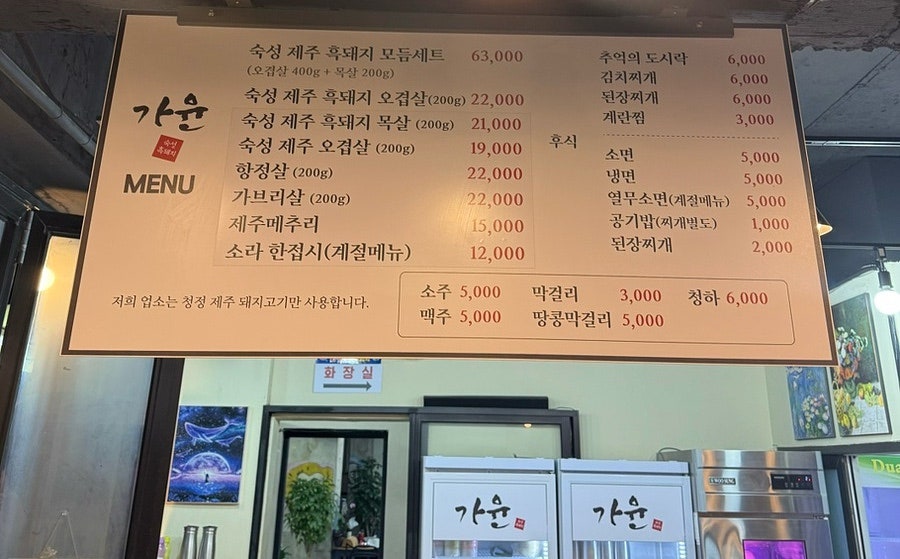 가윤
숙성
흑돼지
MENU
숙성 제주 흑돼지 모듬세트 63,000
(오겹살 400g + 목살 200g)
숙성 제주 흑돼지 오겹살(200g) 22,000
숙성 제주 흑돼지 목살 (200g) 21,000
숙성 제주 오겹살 (200g) 19,000
항정살 (200g) 22,000
가브리살 (200g) 22,000
제주메추리 15,000
소라 한접시(계절메뉴) 12,000
추억의 도시락 6,000
김치찌개 6,000
된장찌개 6,000
계란찜 3,000
후식
소면 5,000
냉면 5,000
열무소면(계절메뉴) 5,000
공기밥(찌개별도) 1,000
된장찌개 2,000
저희 업소는 청정 제주 돼지고기만 사용합니다.
소주 5,000 막걸리 3,000 청하 6,000
맥주 5,000 땅콩막걸리 5,000
화장실
가윤
가윤